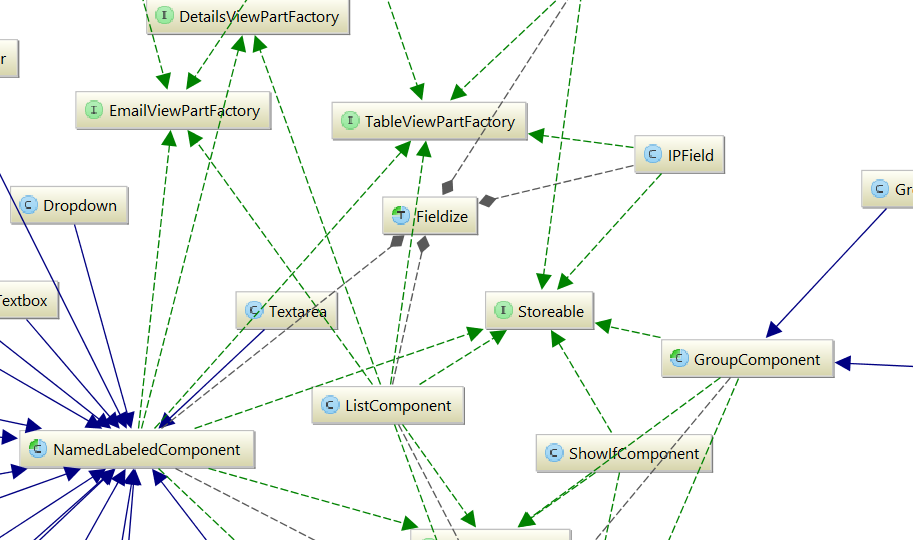 I DetailsViewPartFactory
r
I EmailViewPartFactory
I TableViewPartFactory
C IPField
C Dropdown
C Gr
T Fieldize
Textbox
C Textarea
I Storeable
C GroupComponent
C ListComponent
C NamedLabeledComponent
C ShowIfComponent